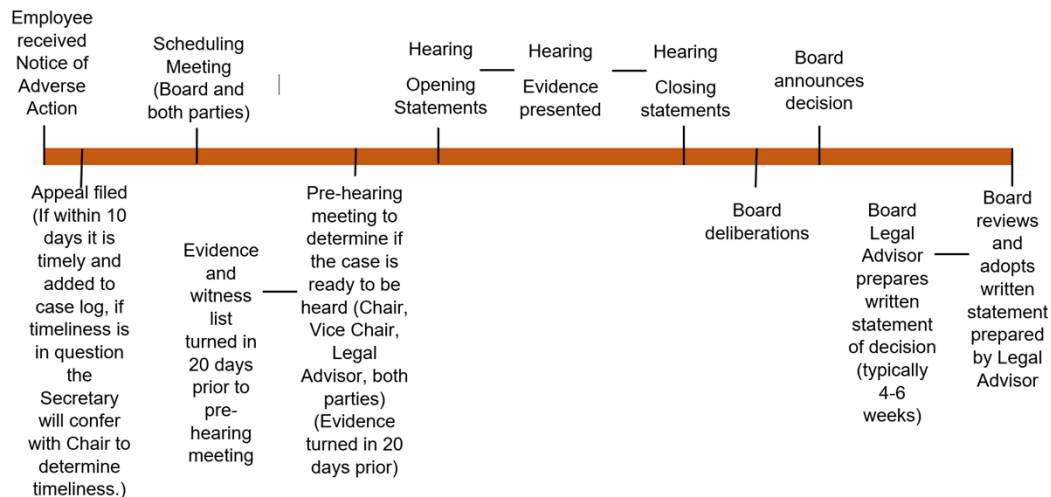 Employee
received
Notice of
Adverse
Action
Appeal filed
(If within 10
days it is
timely and
added to
case log, if
timeliness is
in question
the
Secretary
will confer
with Chair to
determine
timeliness.)
Scheduling
Meeting
(Board and
both parties)
Evidence
and
witness
list
turned in
20 days
prior to
pre-
hearing
meeting
Pre-hearing
meeting to
determine if
the case is
ready to be
heard (Chair,
Vice Chair,
Legal
Advisor, both
parties)
(Evidence
turned in 20
days prior)
Hearing
Opening
Statements
Hearing
Evidence
presented
Hearing
Closing
statements
Board
deliberations
Board
announces
decision
Board
Legal
Advisor
prepares
written
statement
of decision
(typically
4-6
weeks)
Board
reviews and
adopts
written
statement
prepared
by Legal
Advisor